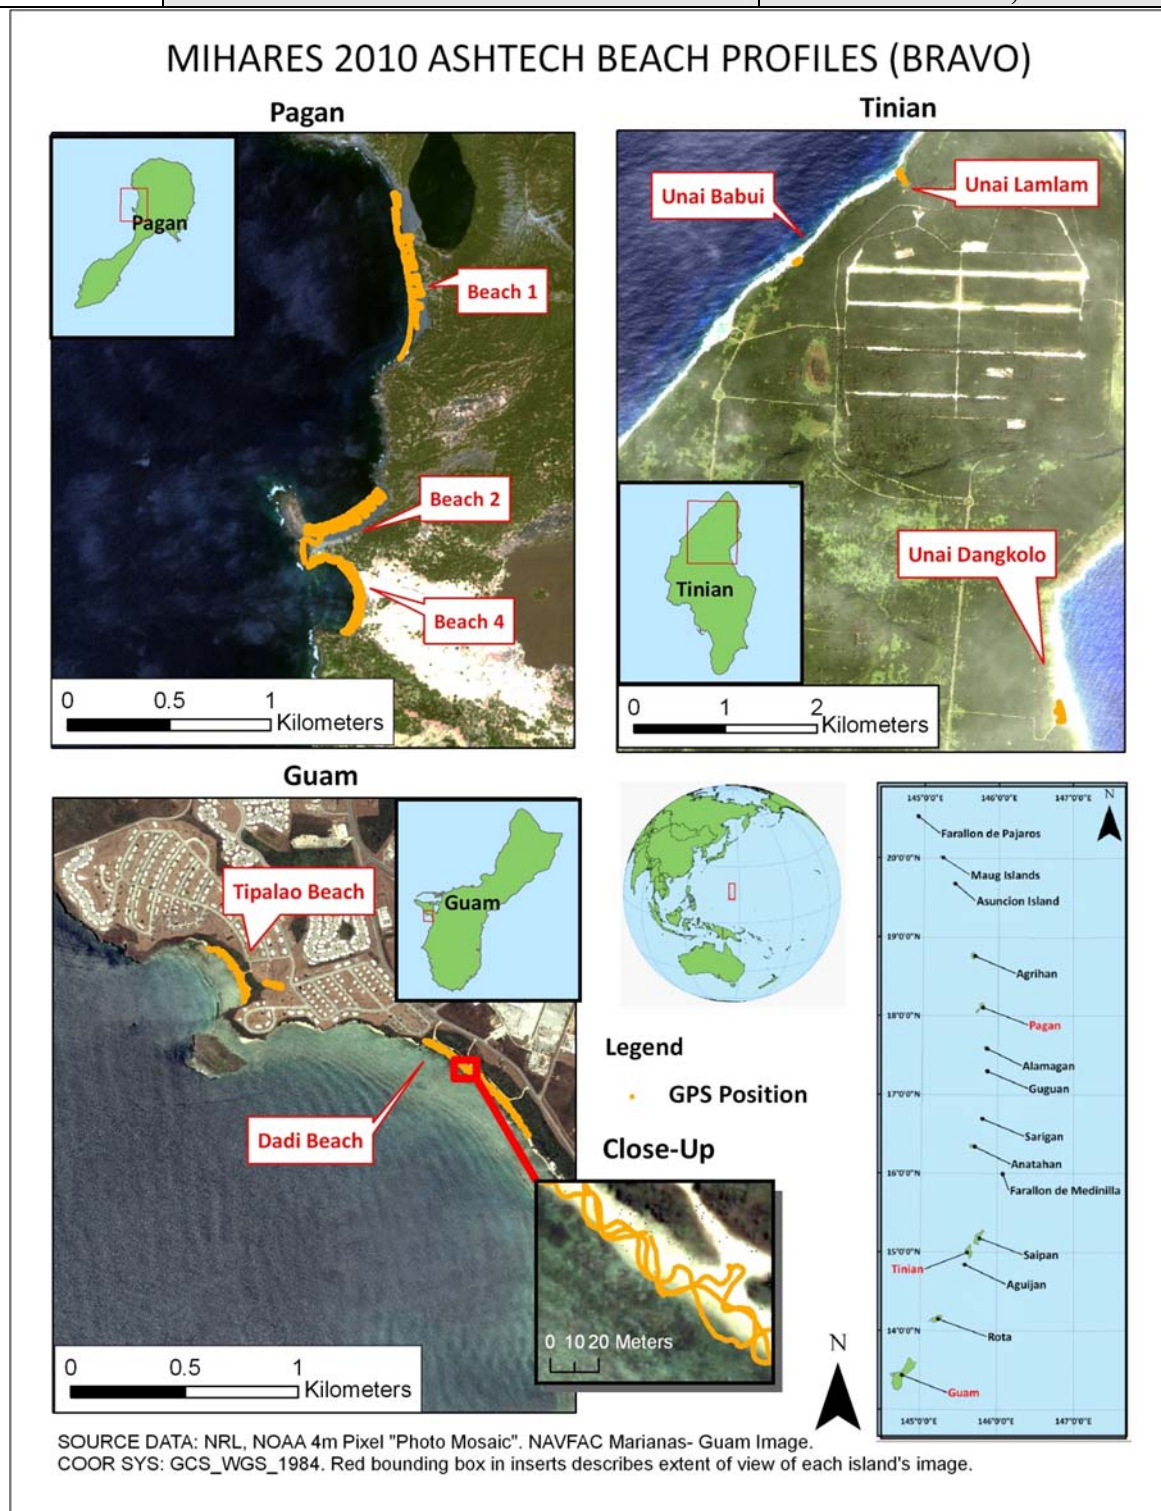 MIHARES 2010 ASHTECH BEACH PROFILES (BRAVO)
Pagan
Pagan
Beach 1
Beach 2
Beach 4
0 0.5 1
Kilometers
Tinian
Unai Babui
Unai Lamlam
Unai Dangkolo
Tinian
0 1 2
Kilometers
Guam
Tipalao Beach
Guam
Dadi Beach
0 0.5 1
Kilometers
Legend
GPS Position
Close-Up
0 10 20 Meters
N
145°0'0"E 146°0'0"E 147°0'0"E
N
Farallon de Pajaros
20°0'0"N
Maug Islands
Asuncion Island
19°0'0"N
Agrihan
18°0'0"N
Pagan
Alamagan
Guguan
17°0'0"N
Sarigan
Anatahan
16°0'0"N
Farallon de Medinilla
15°0'0"N
Saipan
Tinian
Aguijan
14°0'0"N
Rota
Guam
145°0'0"E 146°0'0"E 147°0'0"E
SOURCE DATA: NRL, NOAA 4m Pixel "Photo Mosaic". NAVFAC Marianas- Guam Image.
COOR SYS: GCS_WGS_1984. Red bounding box in inserts describes extent of view of each island's image.